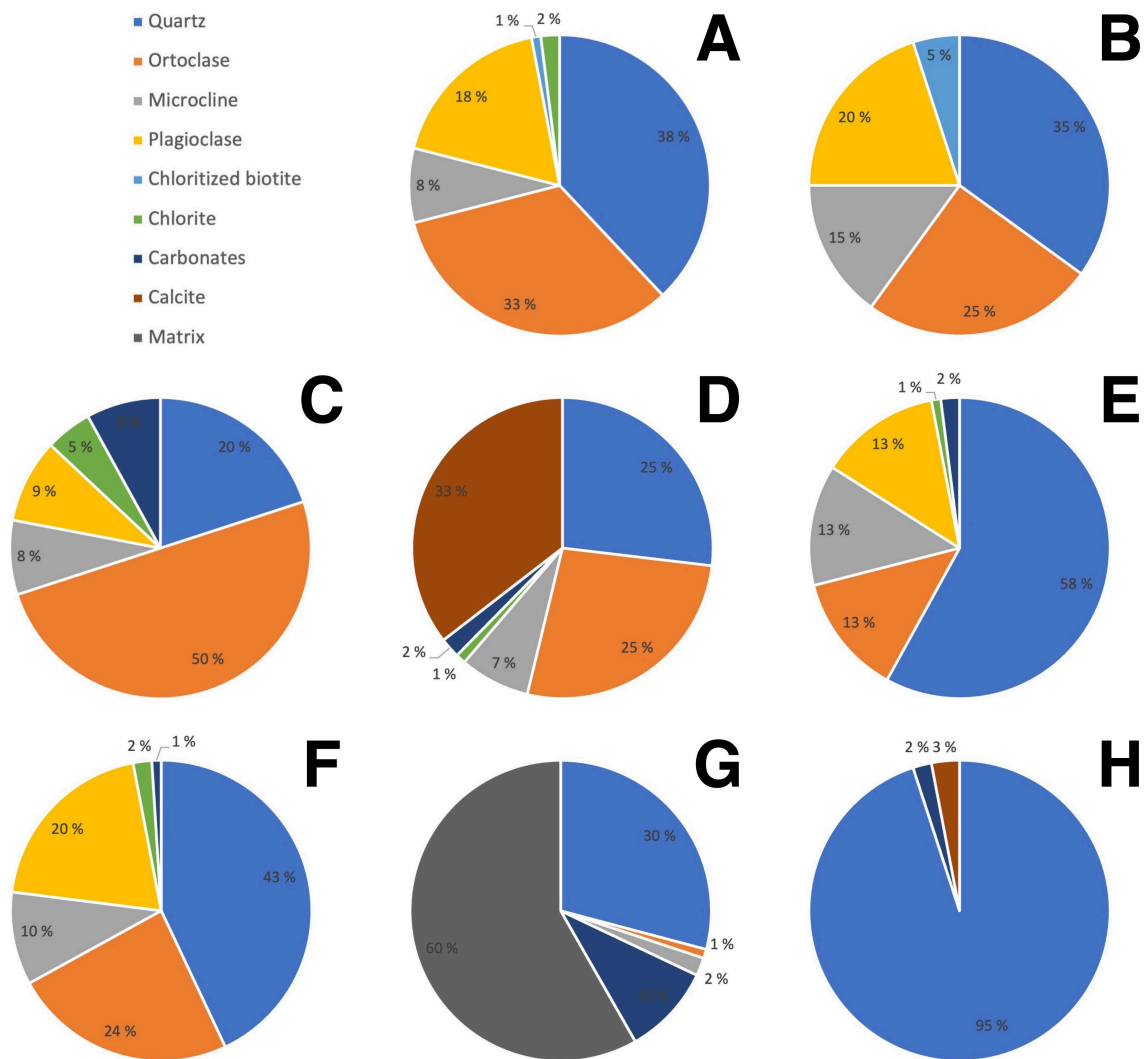 Quartz
Ortoclase
Microcline
Plagioclase
Chloritized biotite
Chlorite
Carbonates
Calcite
Matrix
A
1 % 2 %
18 %
38 %
8 %
33 %
B
5 %
20 %
35 %
15 %
25 %
C
5 %
20 %
9 %
8 %
50 %
D
33 %
25 %
2 %
1 %
7 %
25 %
E
1 % 2 %
13 %
13 %
58 %
13 %
F
2 % 1 %
20 %
43 %
10 %
24 %
G
30 %
60 %
1 %
2 %
H
2 % 3 %
95 %